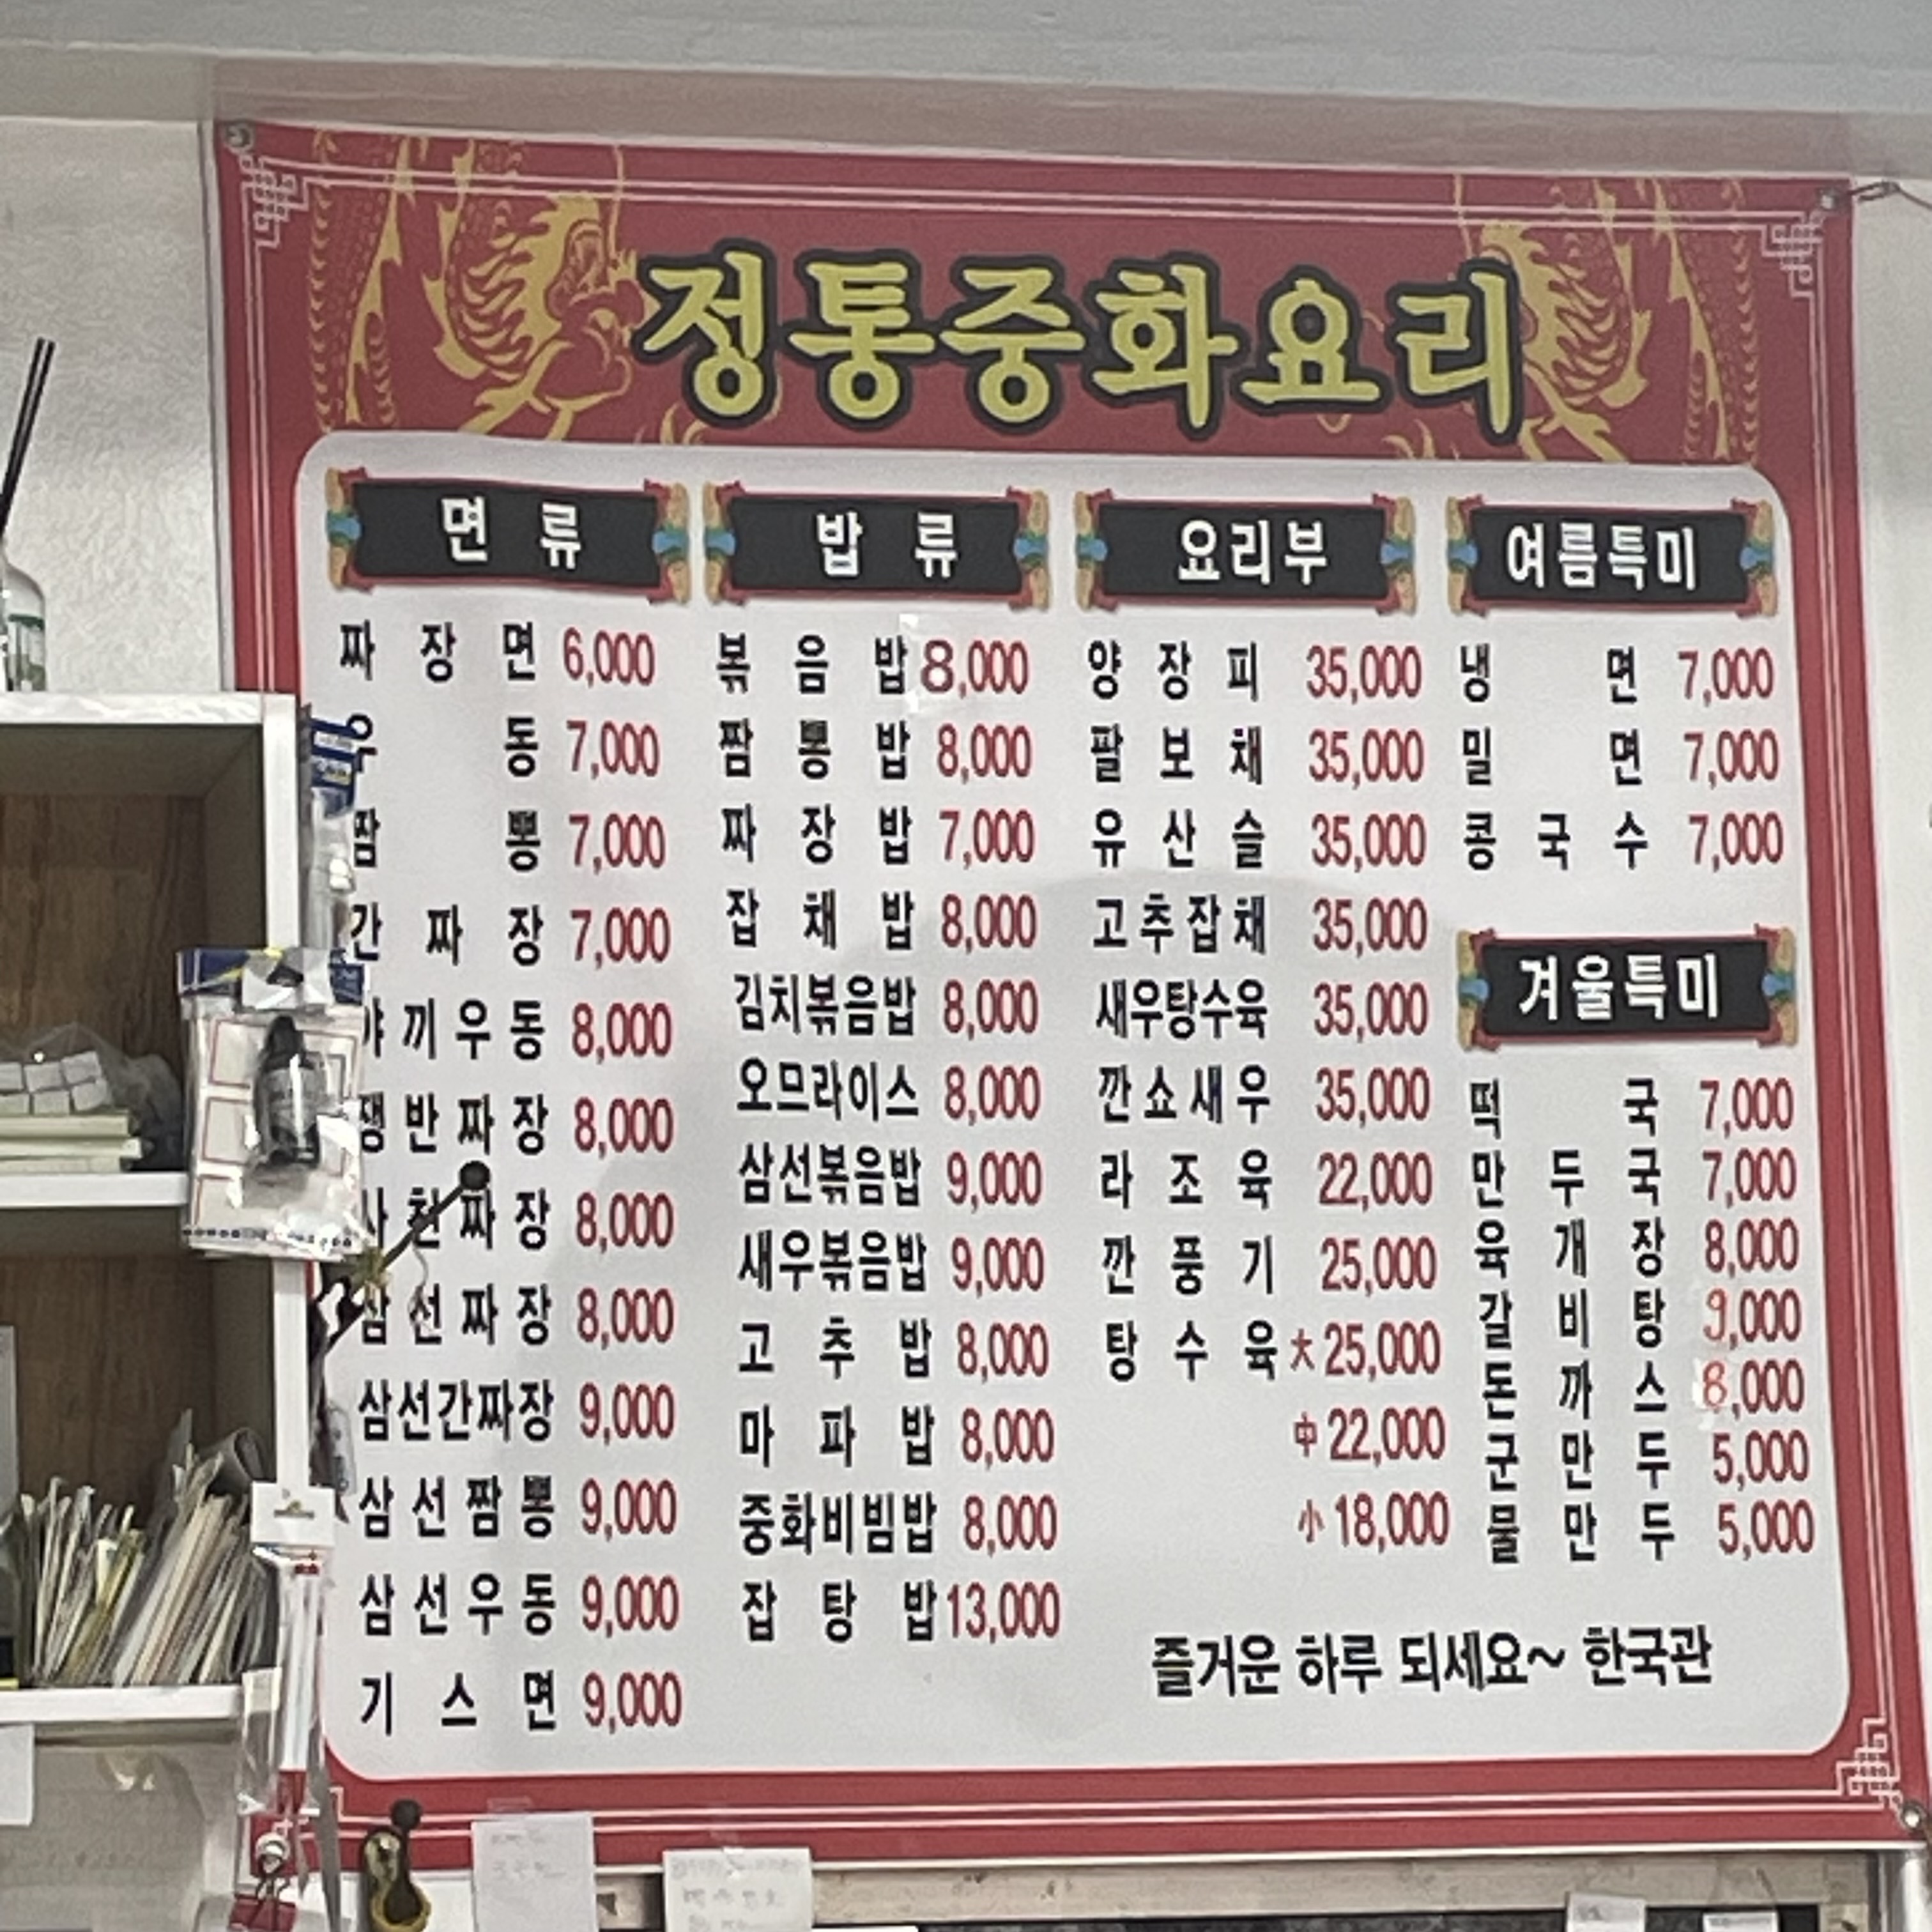 정통중화요리
면류
짜장면 6,000
우동 7,000
짬뽕 7,000
간짜장 7,000
야끼우동 8,000
쟁반짜장 8,000
사천짜장 8,000
삼선짜장 8,000
삼선간짜장 9,000
삼선짬뽕 9,000
삼선우동 9,000
기스면 9,000
밥류
볶음밥 8,000
짬뽕밥 8,000
짜장밥 7,000
잡채밥 8,000
김치볶음밥 8,000
오므라이스 8,000
삼선볶음밥 9,000
새우볶음밥 9,000
고추밥 8,000
마파밥 8,000
중화비빔밥 8,000
잡탕밥 13,000
요리부
양장피 35,000
팔보채 35,000
유산슬 35,000
고추잡채 35,000
새우탕수육 35,000
깐쇼새우 35,000
라조육 22,000
깐풍기 25,000
탕수육 大 25,000
中 22,000
小 18,000
여름특미
냉면 7,000
밀면 7,000
콩국수 7,000
겨울특미
떡국 7,000
만두국 7,000
육개장 8,000
갈비탕 9,000
돈까스 8,000
군만두 5,000
물만두 5,000
즐거운 하루 되세요~ 한국관